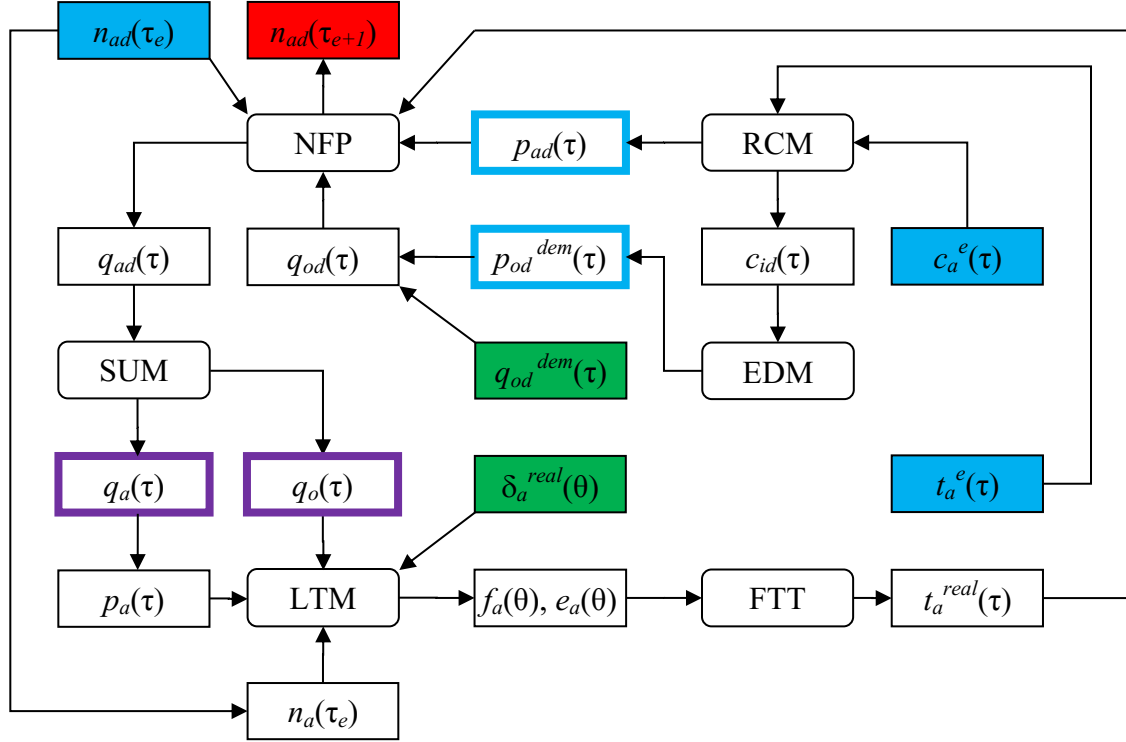 n_ad(τ_e) n_ad(τ_e+1)
NFP p_ad(τ) RCM
q_ad(τ) q_od(τ) p_od^dem(τ) c_id(τ) c_a^e(τ)
SUM q_od^dem(τ) EDM
q_a(τ) q_o(τ) δ_a^real(θ) t_a^e(τ)
p_a(τ) LTM f_a(θ), e_a(θ) FTT t_a^real(τ)
n_a(τ_e)